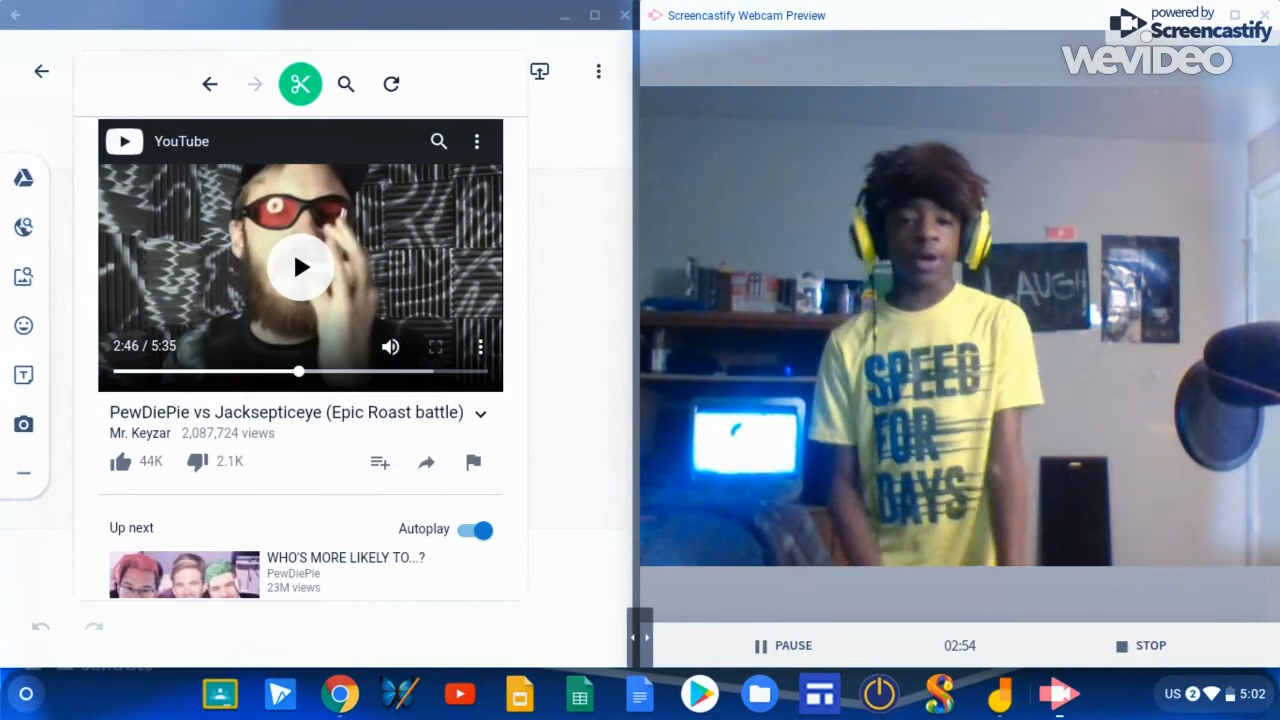 Screencastify Webcam Preview
powered by
Screencastify
WeVideo
YouTube
2:46 / 5:35
PewDiePie vs Jacksepticeye (Epic Roast battle)
Mr. Keyzar 2,087,724 views
44K 2.1K
Up next Autoplay
WHO'S MORE LIKELY TO...?
PewDiePie
23M views
LAUGH
SPEED
FOR
DAYS
PAUSE 02:54 STOP
US 2 5:02